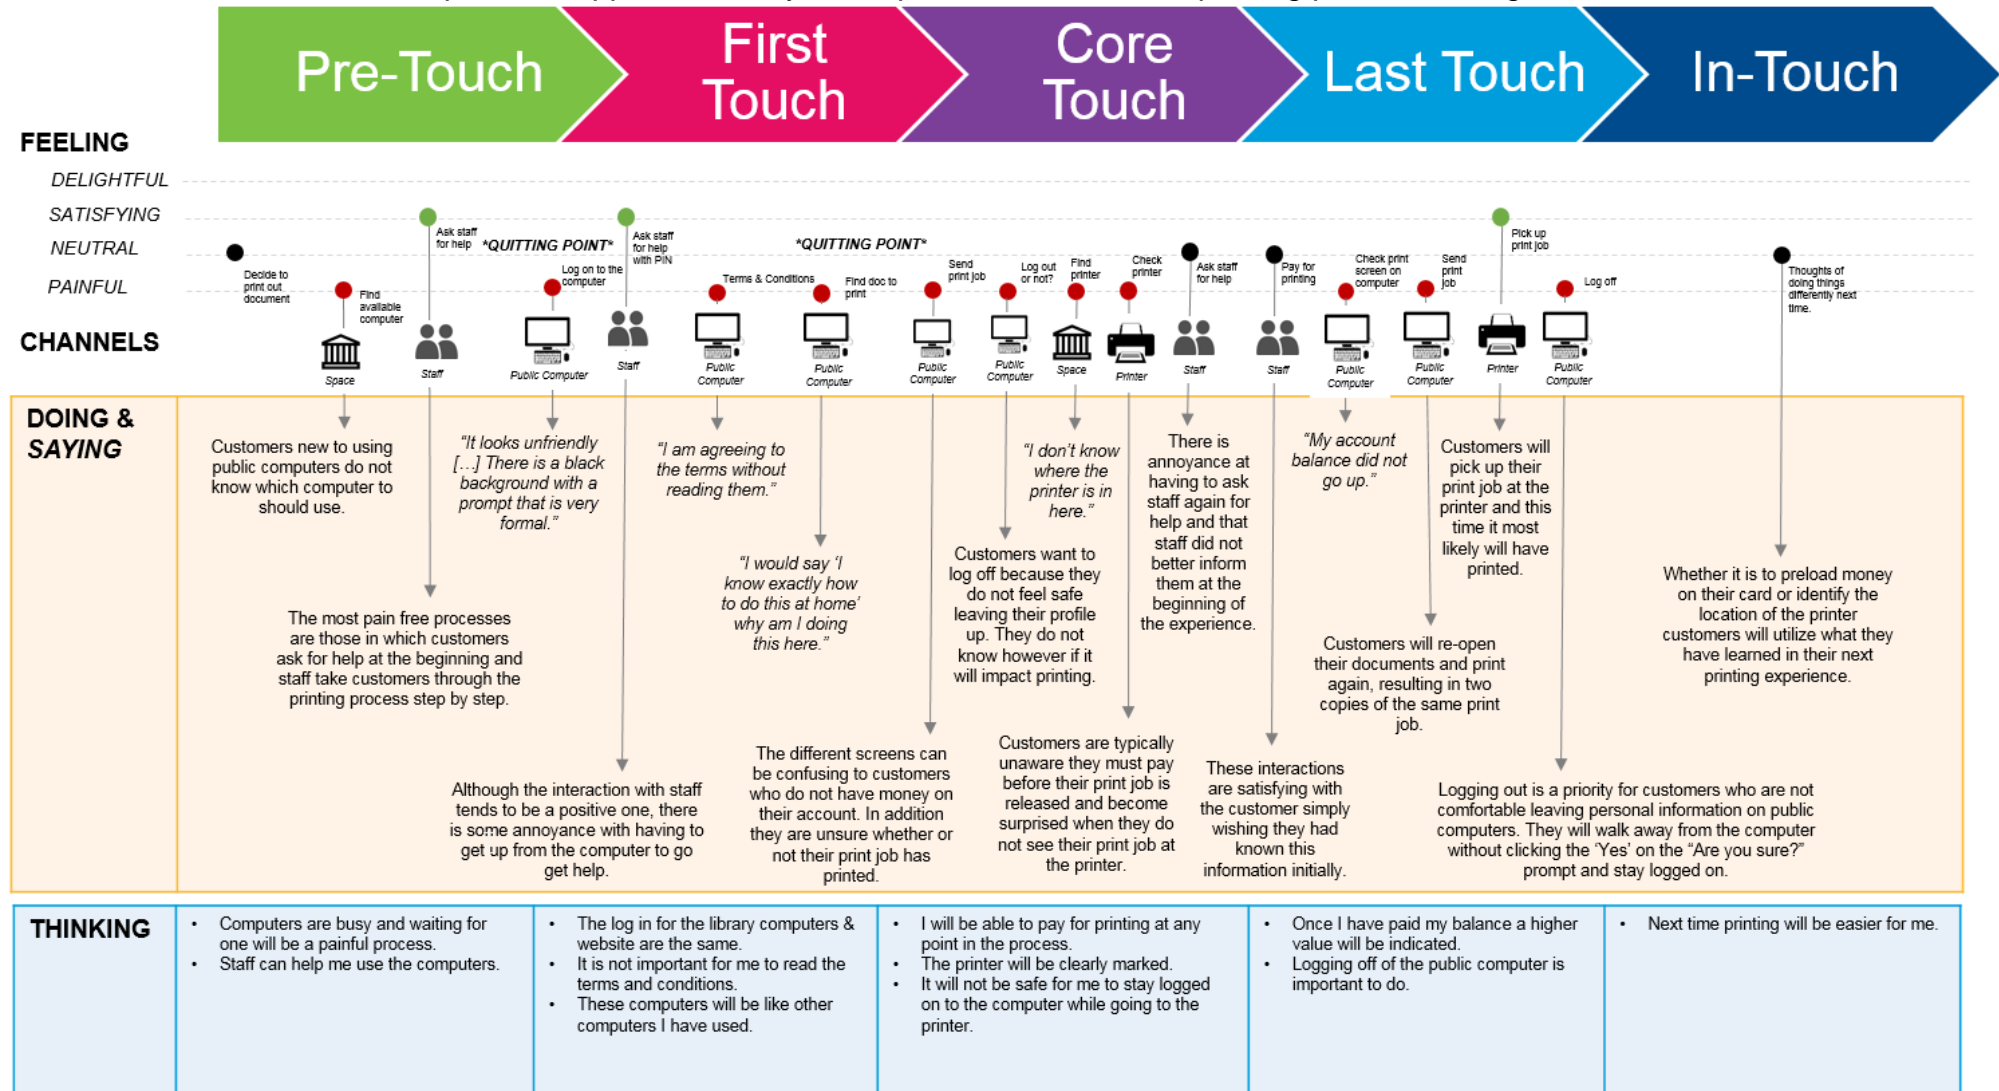 Pre-Touch
First
Touch
Core
Touch
Last Touch
In-Touch
FEELING
DELIGHTFUL
SATISFYING
NEUTRAL
PAINFUL
Decide to
print out
document
Find
available
computer
Ask staff
for help
*QUITTING POINT*
Log on to the
computer
Ask staff
for help
with PIN
Terms & Conditions
*QUITTING POINT*
Find doc to
print
Send
print job
Log out
or not?
Find
printer
Check
printer
Ask staff
for help
Pay for
printing
Check print
screen on
computer
Send
print
job
Pick up
print job
Log off
Thoughts of
doing things
differently next
time.
CHANNELS
Space
Staff
Public Computer
Staff
Public
Computer
Public
Computer
Public
Computer
Public
Computer
Space
Printer
Staff
Staff
Public
Computer
Public
Computer
Printer
Public
Computer
DOING &
SAYING
Customers new to using
public computers do not
know which computer to
should use.
The most pain free processes
are those in which customers
ask for help at the beginning and
staff take customers through the
printing process step by step.
“It looks unfriendly
[…] There is a black
background with a
prompt that is very
formal.”
Although the interaction with staff
tends to be a positive one, there
is some annoyance with having to
get up from the computer to go
get help.
“I am agreeing to
the terms without
reading them.”
“I would say ‘I
know exactly how
to do this at home’
why am I doing
this here.”
The different screens can
be confusing to customers
who do not have money on
their account. In addition
they are unsure whether or
not their print job has
printed.
Customers want to
log off because they
do not feel safe
leaving their profile
up. They do not
know however if it
will impact printing.
“I don’t know
where the
printer is in
here.”
Customers are typically
unaware they must pay
before their print job is
released and become
surprised when they do
not see their print job at
the printer.
There is
annoyance at
having to ask
staff again for
help and that
staff did not
better inform
them at the
beginning of
the experience.
These interactions
are satisfying with
the customer simply
wishing they had
known this
information initially.
“My account
balance did not
go up.”
Customers will re-open
their documents and print
again, resulting in two
copies of the same print
job.
Customers will
pick up their
print job at the
printer and this
time it most
likely will have
printed.
Logging out is a priority for customers who are not
comfortable leaving personal information on public
computers. They will walk away from the computer
without clicking the ‘Yes’ on the “Are you sure?”
prompt and stay logged on.
Whether it is to preload money
on their card or identify the
location of the printer
customers will utilize what they
have learned in their next
printing experience.
THINKING
• Computers are busy and waiting for
one will be a painful process.
• Staff can help me use the computers.
• The log in for the library computers &
website are the same.
• It is not important for me to read the
terms and conditions.
• These computers will be like other
computers I have used.
• I will be able to pay for printing at any
point in the process.
• The printer will be clearly marked.
• It will not be safe for me to stay logged
on to the computer while going to the
printer.
• Once I have paid my balance a higher
value will be indicated.
• Logging off of the public computer is
important to do.
• Next time printing will be easier for me.